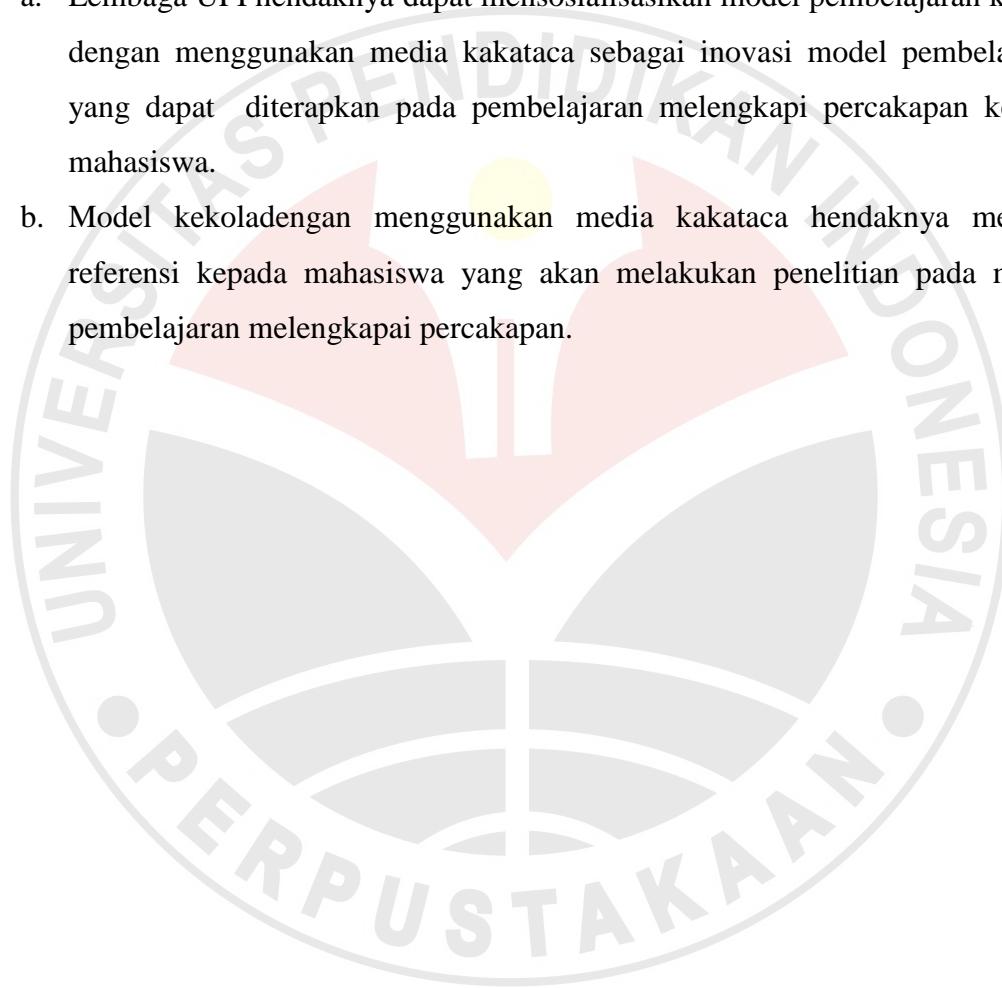 a. Lembaga UPI hendaknya dapat mensosialisasikan model pembelajaran
dengan menggunakan media kakataca sebagai inovasi model
yang dapat diterapkan pada pembelajaran melengkapi percakapan
mahasiswa.
b. Model kekoladengan menggunakan media kakataca hendaknya
referensi kepada mahasiswa yang akan melakukan penelitian pada
pembelajaran melengkapai percakapan.
UNIVERSITAS PENDIDIKAN INDONESIA
PERPUSTAKAAN